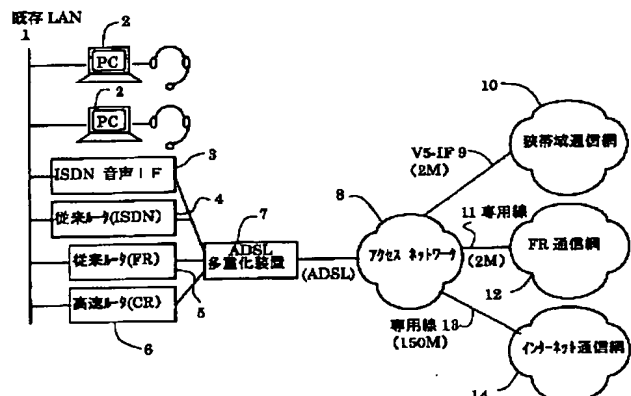 既存 LAN
1
2
PC
2
PC
3
ISDN 音声IF
4
従来ルータ(ISDN)
7
ADSL
多重化装置
従来ルータ(FR)
5
高速ルータ(CR)
6
(ADSL)
8
アクセス ネットワーク
V5-IF 9
(2M)
10
狭帯域通信網
11 専用線
(2M)
FR 通信網
12
専用線 13
(150M)
インターネット通信網
14